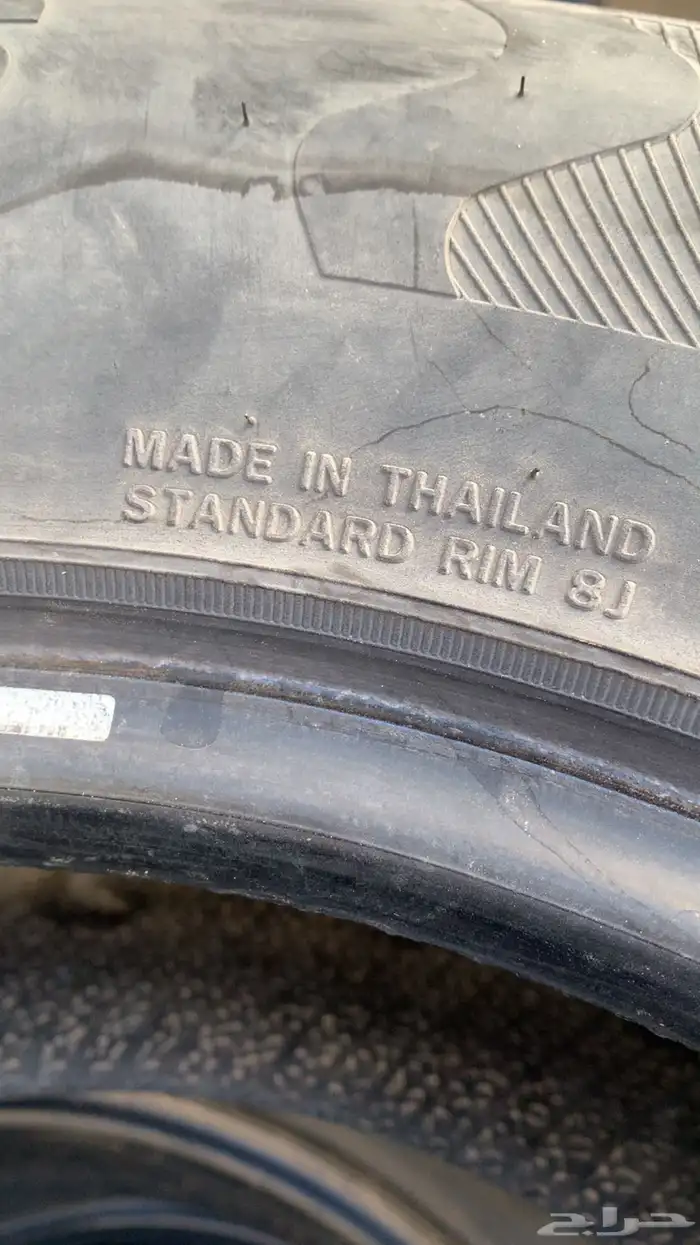 MADE IN THAILAND
STANDARD RIM 8J
حراج